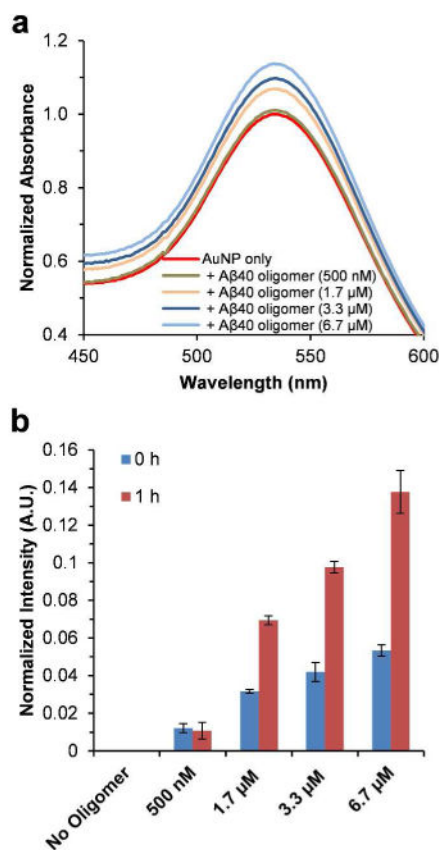 a
Normalized Absorbance
1.2
1.0
0.8
0.6
0.4
AuNP only
+ Aβ40 oligomer (500 nM)
+ Aβ40 oligomer (1.7 µM)
+ Aβ40 oligomer (3.3 µM)
+ Aβ40 oligomer (6.7 µM)
450
500
550
600
Wavelength (nm)
b
Normalized Intensity (A.U.)
0.16
0.14
0.12
0.1
0.08
0.06
0.04
0.02
0
0 h
1 h
No Oligomer
500 nM
1.7 µM
3.3 µM
6.7 µM